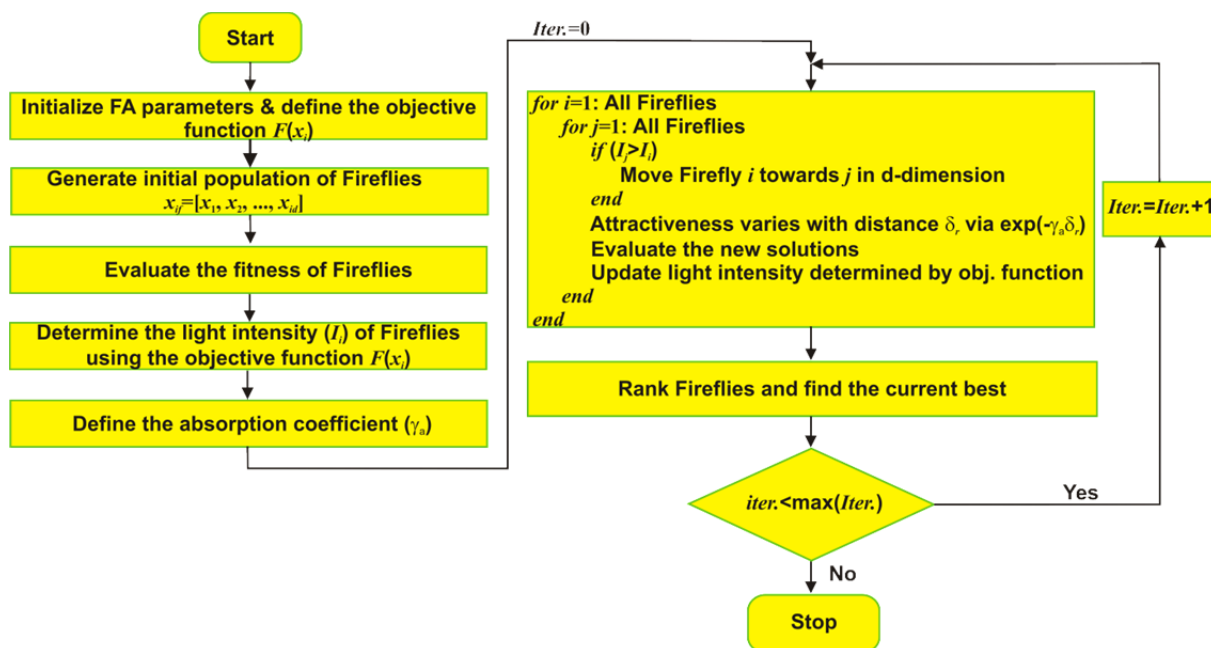 Start
Initialize FA parameters & define the objective
function F(xᵢ)
Generate initial population of Fireflies
xᵢⱼ=[x₁, x₂, ..., xᵢd]
Evaluate the fitness of Fireflies
Determine the light intensity (Iᵢ) of Fireflies
using the objective function F(xᵢ)
Define the absorption coefficient (γₐ)
Iter.=0
for i=1: All Fireflies
for j=1: All Fireflies
if (Iⱼ>Iᵢ)
Move Firefly i towards j in d-dimension
end
Attractiveness varies with distance δᵣ via exp(-γₐδᵣ)
Evaluate the new solutions
Update light intensity determined by obj. function
end
end
Iter.=Iter.+1
Rank Fireflies and find the current best
iter.<max(Iter.)
Yes
No
Stop